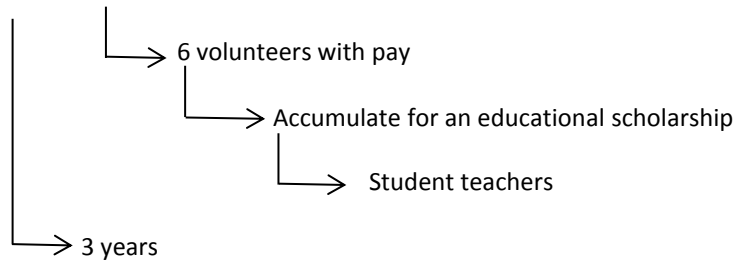 6 volunteers with pay
Accumulate for an educational scholarship
Student teachers
3 years